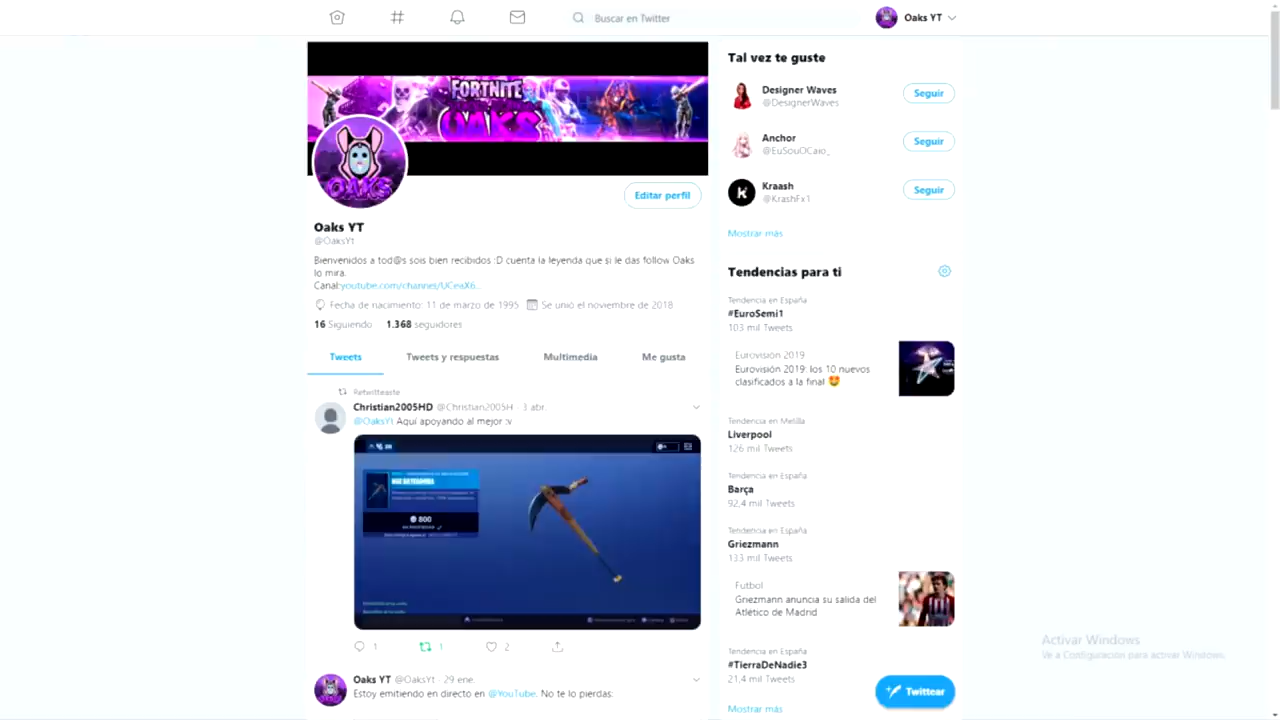 Buscar en Twitter
Oaks YT
FORTNITE
OAKS
OAKS
Editar perfil
Oaks YT
@OaksYt
Bienvenidos a tod@s sois bien recibidos :D cuenta la leyenda que si le das follow Oaks
lo mira.
Canal:youtube.com/channel/UCeaX6...
Fecha de nacimiento: 11 de marzo de 1995 Se unió el noviembre de 2018
16 Siguiendo 1.368 seguidores
Tweets Tweets y respuestas Multimedia Me gusta
Retwitteaste
Christian2005HD @Christian2005H · 3 abr.
@OaksYt Aquí apoyando al mejor :v
800
1 1 2
Oaks YT @OaksYt · 29 ene.
Estoy emitiendo en directo en @YouTube. No te lo pierdas:
Tal vez te guste
Designer Waves
@DesignerWaves
Seguir
Anchor
@EuSouOCaio_
Seguir
Kraash
@KrashFx1
Seguir
Mostrar más
Tendencias para ti
Tendencia en España
#EuroSemi1
103 mil Tweets
Eurovisión 2019
Eurovisión 2019: los 10 nuevos
clasificados a la final 🤩
Tendencia en Melilla
Liverpool
126 mil Tweets
Tendencia en España
Barça
92,4 mil Tweets
Tendencia en España
Griezmann
133 mil Tweets
Futbol
Griezmann anuncia su salida del
Atlético de Madrid
Tendencia en España
#TierraDeNadie3
21,4 mil Tweets
Mostrar más
Twittear
Activar Windows
Ve a Configuración para activar Windows.